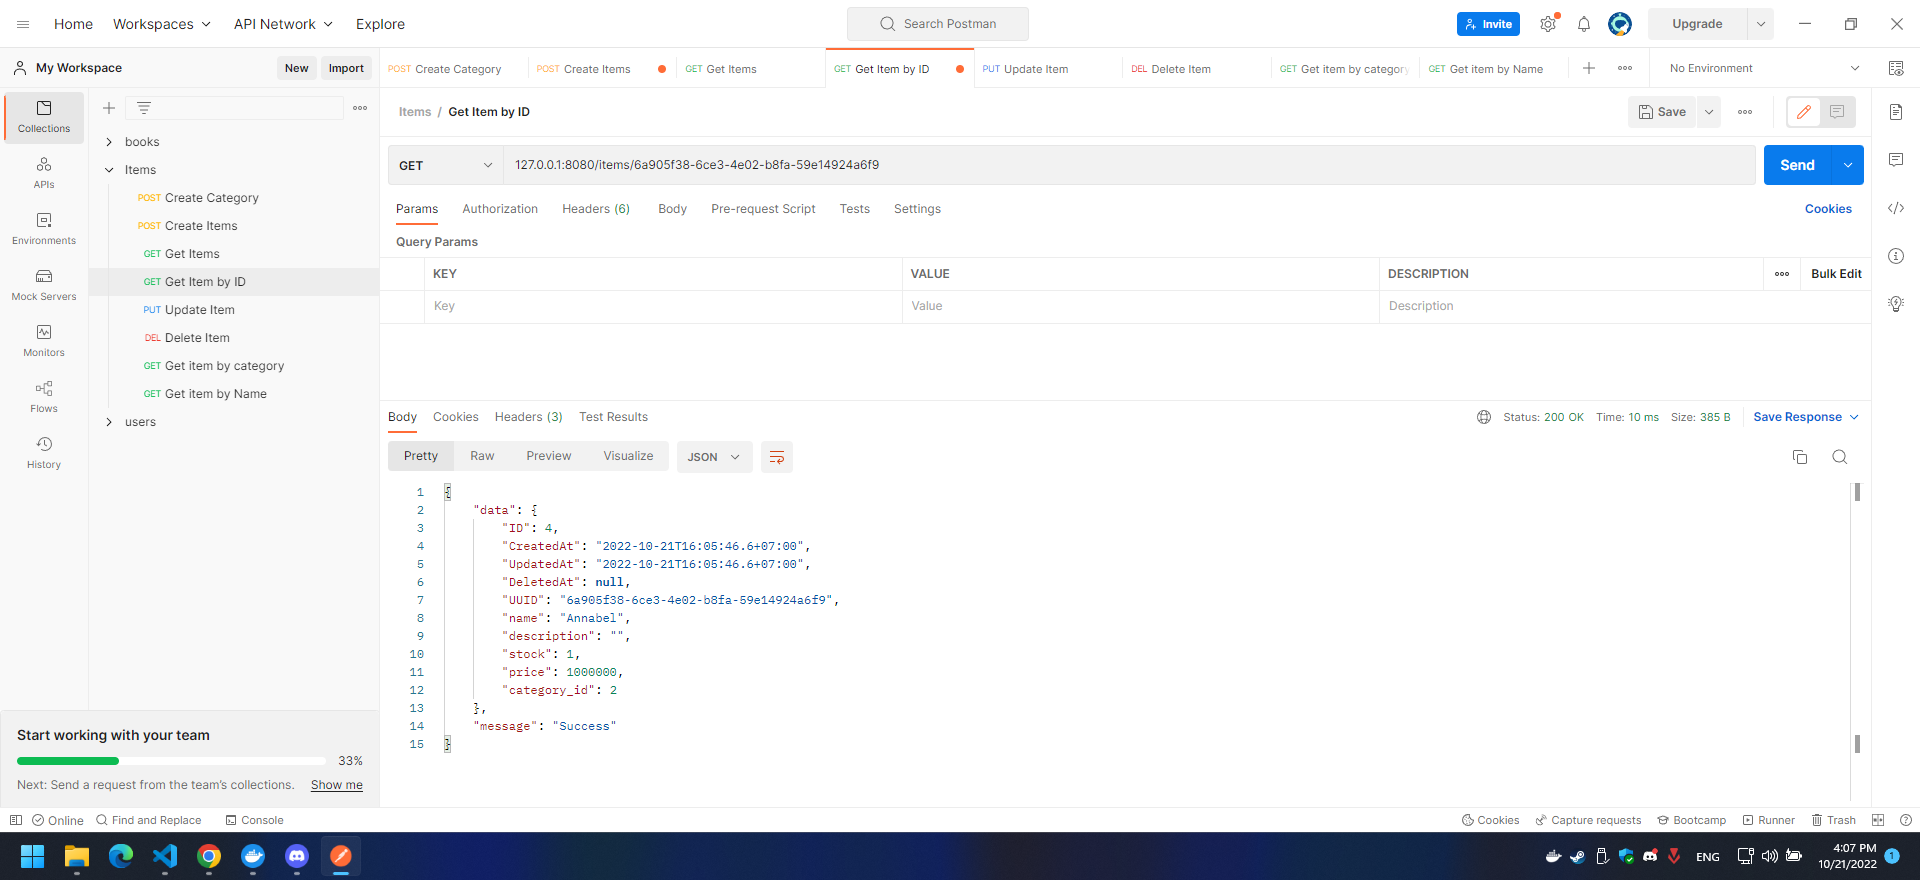 Home Workspaces API Network Explore Search Postman Invite Upgrade
My Workspace New Import POST Create Category POST Create Items GET Get Items GET Get Item by ID PUT Update Item DEL Delete Item GET Get item by category GET Get item by Name No Environment
Items / Get Item by ID Save
GET 127.0.0.1:8080/items/6a905f38-6ce3-4e02-b8fa-59e14924a6f9 Send
Params Authorization Headers (6) Body Pre-request Script Tests Settings Cookies
Query Params
KEY VALUE DESCRIPTION Bulk Edit
Key Value Description
Collections
APIs
Environments
Mock Servers
Monitors
Flows
History
books
Items
POST Create Category
POST Create Items
GET Get Items
GET Get Item by ID
PUT Update Item
DEL Delete Item
GET Get item by category
GET Get item by Name
users
Body Cookies Headers (3) Test Results Status: 200 OK Time: 10 ms Size: 385 B Save Response
Pretty Raw Preview Visualize JSON
1 {
2 "data": {
3 "ID": 4,
4 "CreatedAt": "2022-10-21T16:05:46.6+07:00",
5 "UpdatedAt": "2022-10-21T16:05:46.6+07:00",
6 "DeletedAt": null,
7 "UUID": "6a905f38-6ce3-4e02-b8fa-59e14924a6f9",
8 "name": "Annabel",
9 "description": "",
10 "stock": 1,
11 "price": 1000000,
12 "category_id": 2
13 },
14 "message": "Success"
15 }
Start working with your team
33%
Next: Send a request from the team's collections. Show me
Online Find and Replace Console Cookies Capture requests Bootcamp Runner Trash
ENG 4:07 PM
10/21/2022 1